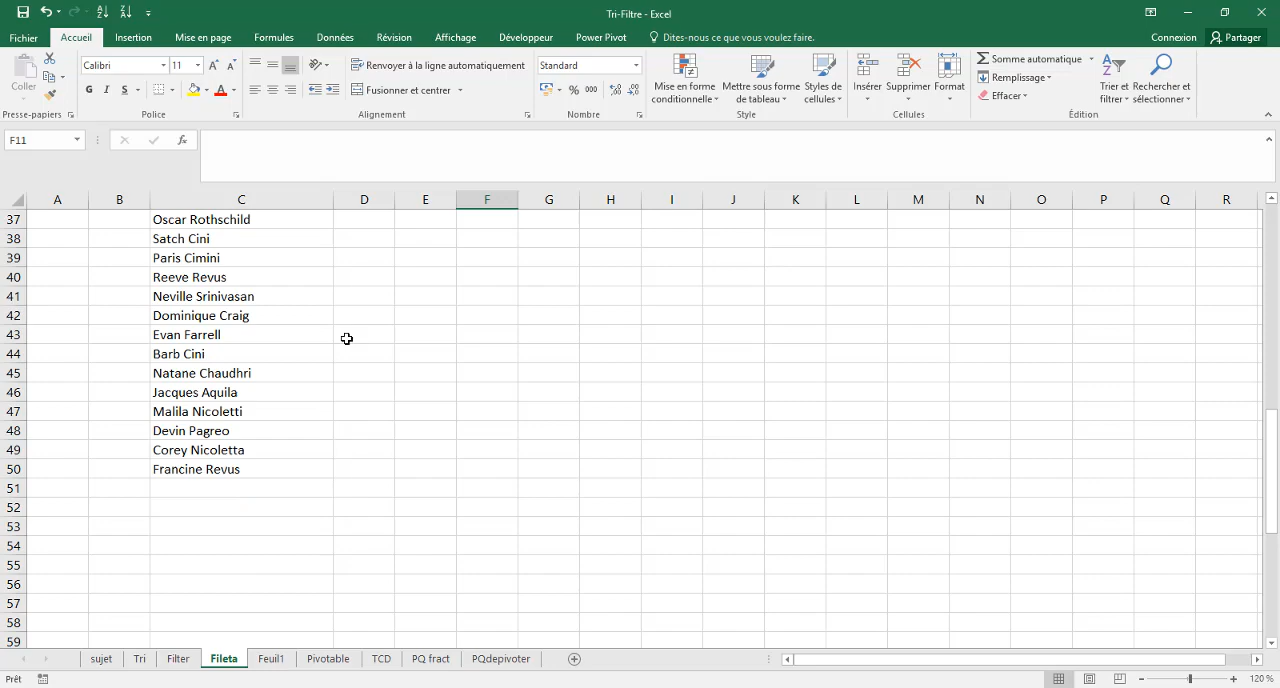 Tri-Filtre - Excel
Fichier Accueil Insertion Mise en page Formules Données Révision Affichage Développeur Power Pivot Dites-nous ce que vous voulez faire. Connexion Partager
Coller
Presse-papiers
Calibri 11
G I S A
Police
Renvoyer à la ligne automatiquement
Fusionner et centrer
Alignement
Standard
% 000
Nombre
Mise en forme conditionnelle
Mettre sous forme de tableau
Styles de cellules
Style
Insérer Supprimer Format
Cellules
Somme automatique
Remplissage
Effacer
Trier et filtrer
Rechercher et sélectionner
Édition
F11 fx
A B C D E F G H I J K L M N O P Q R
37 Oscar Rothschild
38 Satch Cini
39 Paris Cimini
40 Reeve Revus
41 Neville Srinivasan
42 Dominique Craig
43 Evan Farrell
44 Barb Cini
45 Natane Chaudhri
46 Jacques Aquila
47 Malila Nicoletti
48 Devin Pagreo
49 Corey Nicoletta
50 Francine Revus
51
52
53
54
55
56
57
58
59
sujet Tri Filter Fileta Feuil1 Pivotable TCD PQ fract PQdepivoter
Prêt 120 %